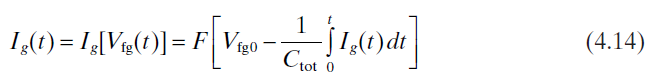 I_g(t) = I_g[V_fg(t)] = F[V_fg0 − 1/C_tot ∫_0^t I_g(t)dt] (4.14)